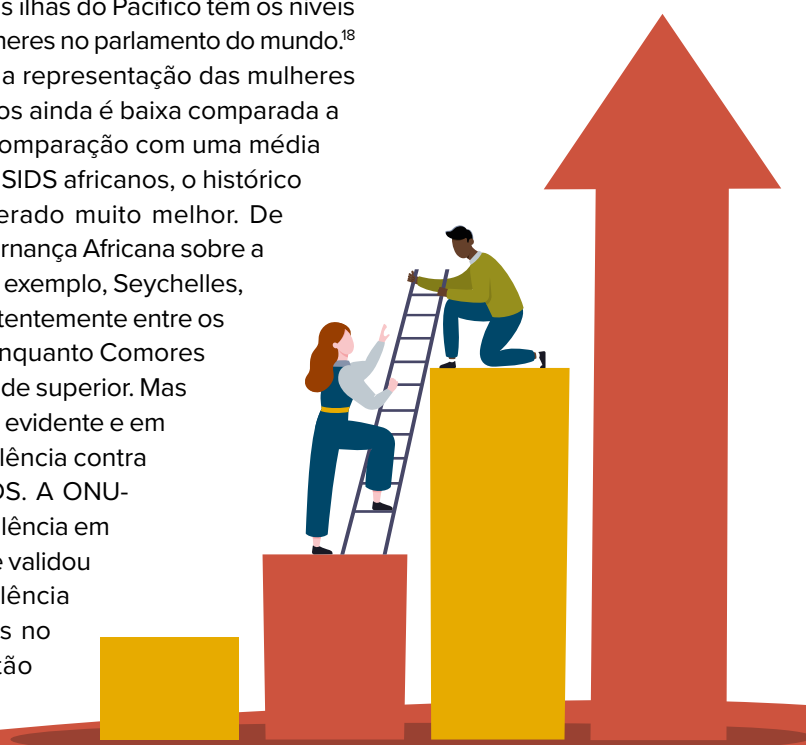 s ilhas do Pacífico têm os níveis
heres no parlamento do mundo.¹⁸
a representação das mulheres
os ainda é baixa comparada a
omparação com uma média
SIDS africanos, o histórico
erado muito melhor. De
rnança Africana sobre a
exemplo, Seychelles,
tentemente entre os
nquanto Comores
de superior. Mas
evidente e em
lência contra
DS. A ONU-
lência em
e validou
lência
s no
tão